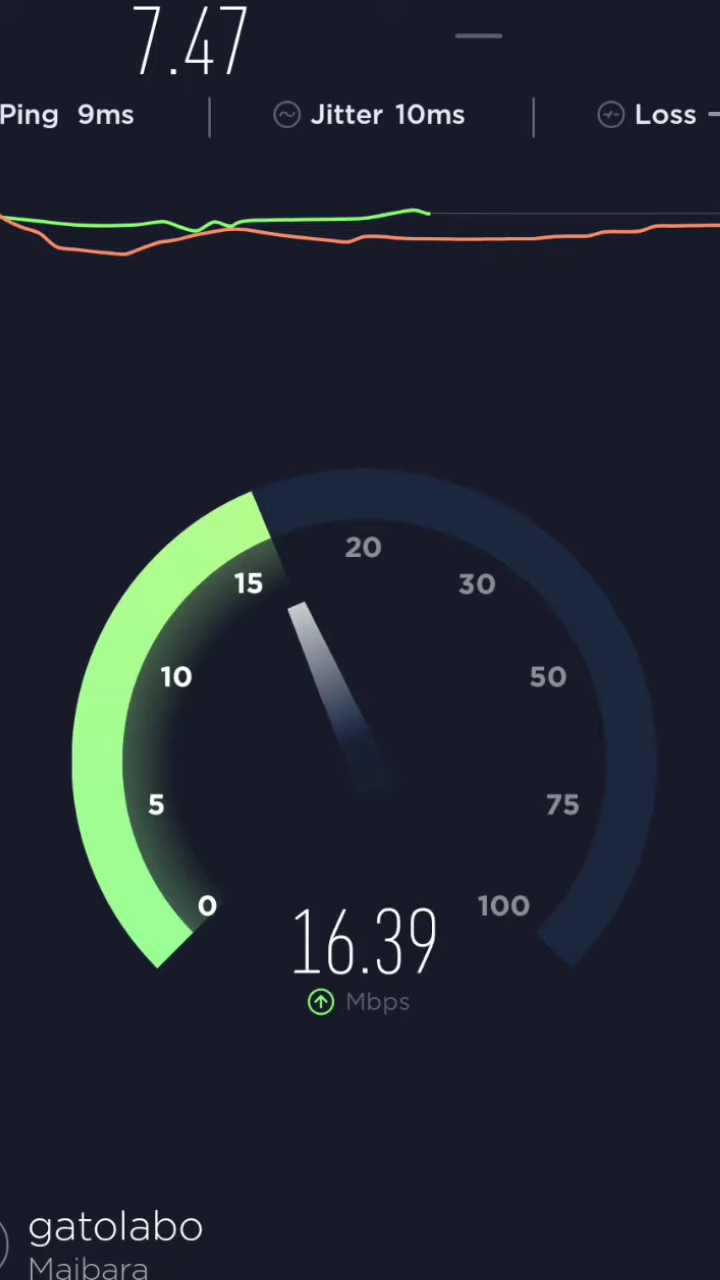 7.47 —
Ping 9ms Jitter 10ms Loss –
20
15 30
10 50
5 75
0 100
16.39
Mbps
gatolabo
Maibara